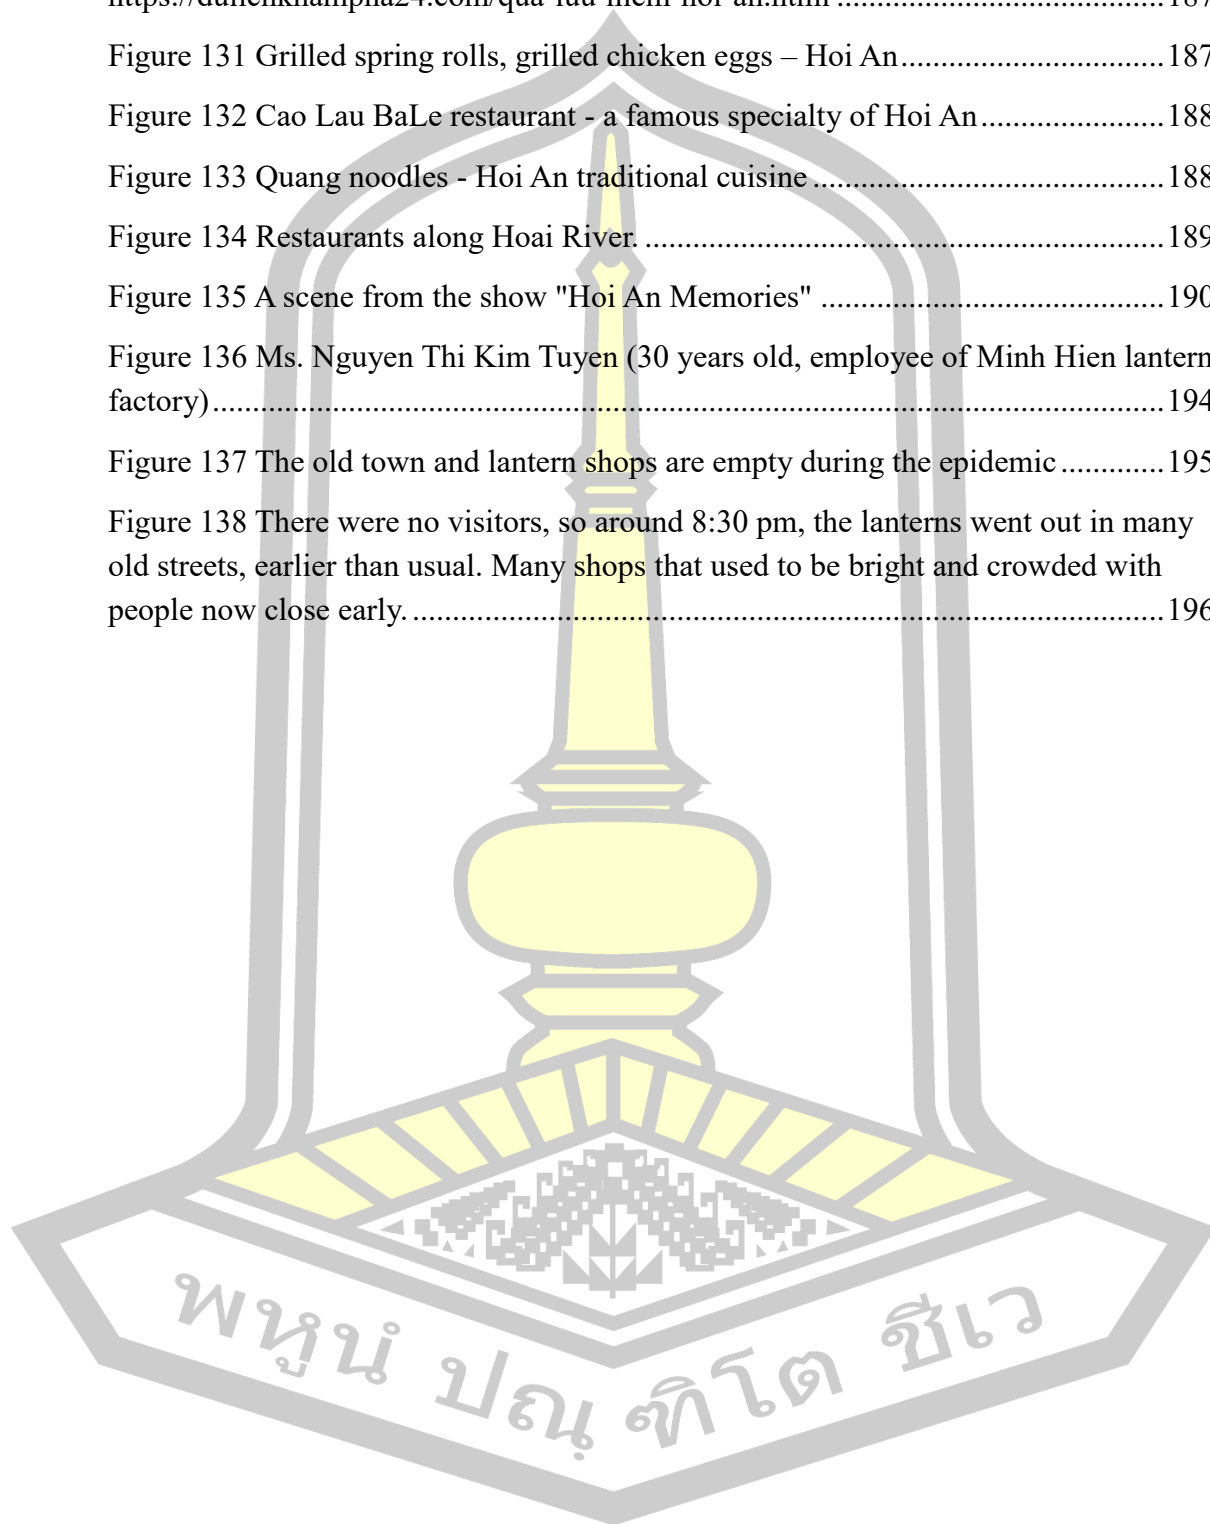 Figure 131 Grilled spring rolls, grilled chicken eggs – Hoi An................................187
Figure 132 Cao Lau BaLe restaurant - a famous specialty of Hoi An.......................188
Figure 133 Quang noodles - Hoi An traditional cuisine...........................................188
Figure 134 Restaurants along Hoai River. ................................................................189
Figure 135 A scene from the show "Hoi An Memories" ..........................................190
Figure 136 Ms. Nguyen Thi Kim Tuyen (30 years old, employee of Minh Hien lantern
factory)......................................................................................................................194
Figure 137 The old town and lantern shops are empty during the epidemic.............195
Figure 138 There were no visitors, so around 8:30 pm, the lanterns went out in many
old streets, earlier than usual. Many shops that used to be bright and crowded with
people now close early. .............................................................................................196
พหูนํ ปณฺฑิโต ชีเว